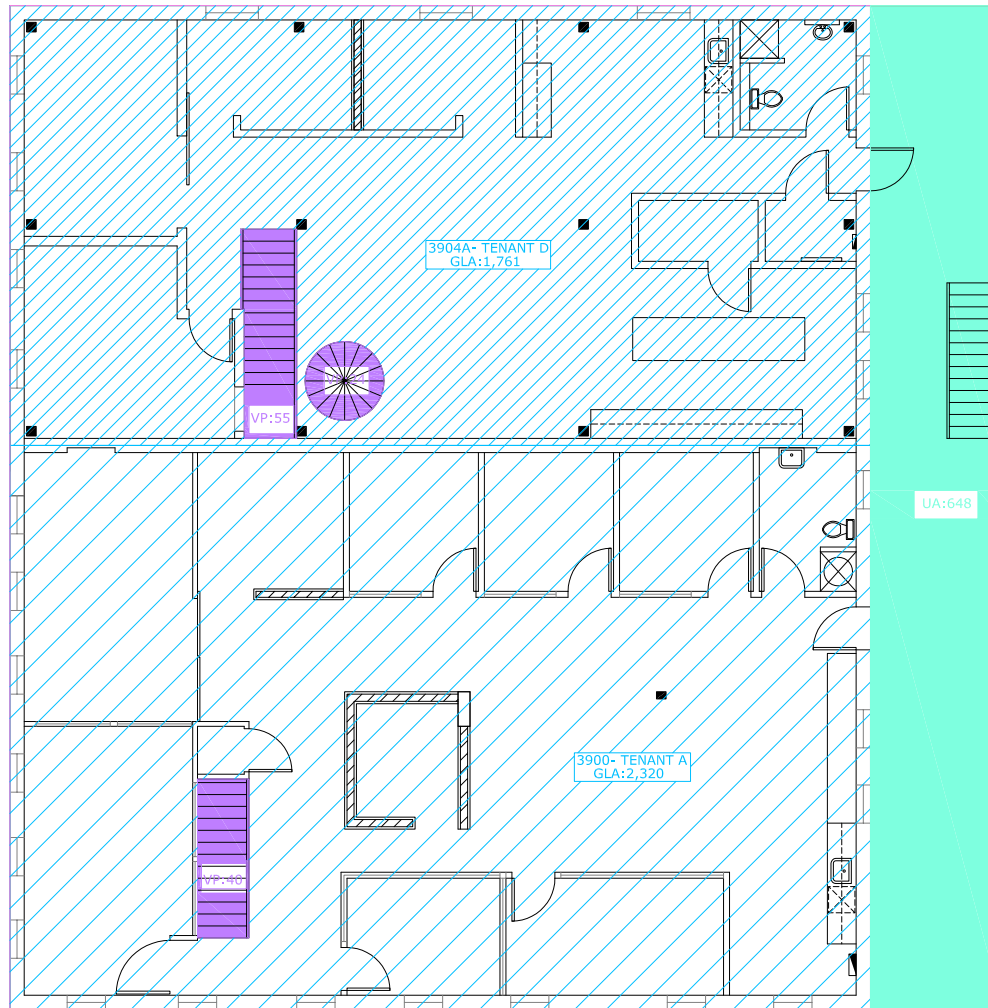 3904A- TENANT D
GLA:1,761
VP:55
UA:648
3900- TENANT A
GLA:2,320
VP:40